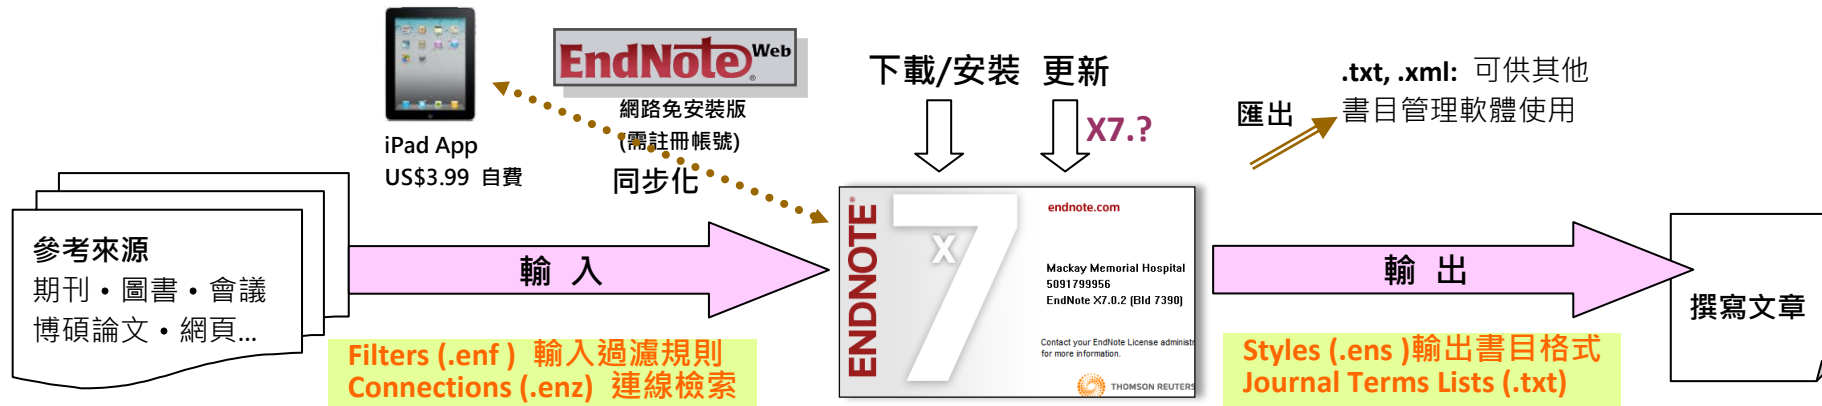 EndNote Web
網路免安裝版
(需註冊帳號)
同步化
iPad App
US$3.99 自費
下載/安裝 更新
X7.?
匯出
.txt, .xml: 可供其他
書目管理軟體使用
參考來源
期刊•圖書•會議
博碩論文•網頁...
輸 入
Filters (.enf ) 輸入過濾規則
Connections (.enz) 連線檢索
ENDNOTE
X7
endnote.com
Mackay Memorial Hospital
5091799956
EndNote X7.0.2 (Bld 7390)
Contact your EndNote License administr
for more information.
THOMSON REUTERS
輸 出
Styles (.ens )輸出書目格式
Journal Terms Lists (.txt)
撰寫文章